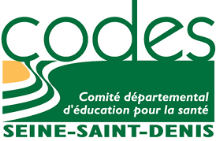 codes
Comité départemental
d'éducation pour la santé
SEINE-SAINT-DENIS